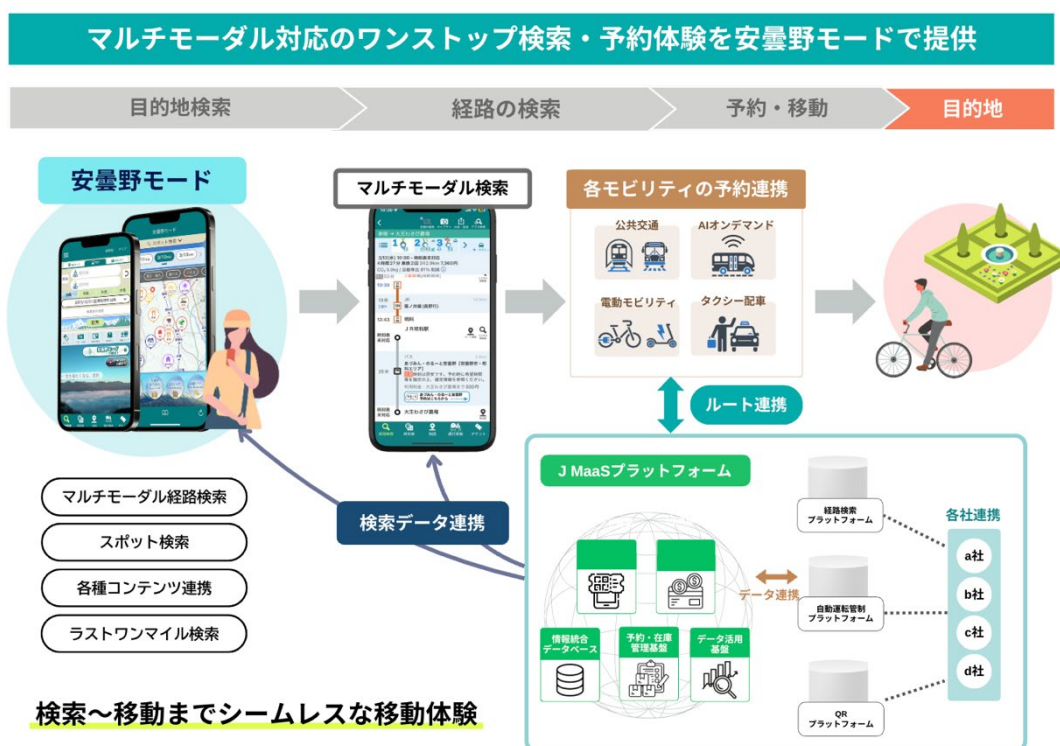 マルチモーダル対応のワンストップ検索・予約体験を安曇野モードで提供
目的地検索
経路の検索
予約・移動
目的地
安曇野モード
マルチモーダル検索
各モビリティの予約連携
公共交通
AIオンデマンド
電動モビリティ
タクシー配車
ルート連携
マルチモーダル経路検索
スポット検索
各種コンテンツ連携
ラストワンマイル検索
検索データ連携
J MaaSプラットフォーム
情報統合
データベース
予約・在庫
管理基盤
データ活用
基盤
データ連携
経路検索
プラットフォーム
自動運転管制
プラットフォーム
QR
プラットフォーム
各社連携
a社
b社
c社
d社
検索〜移動までシームレスな移動体験